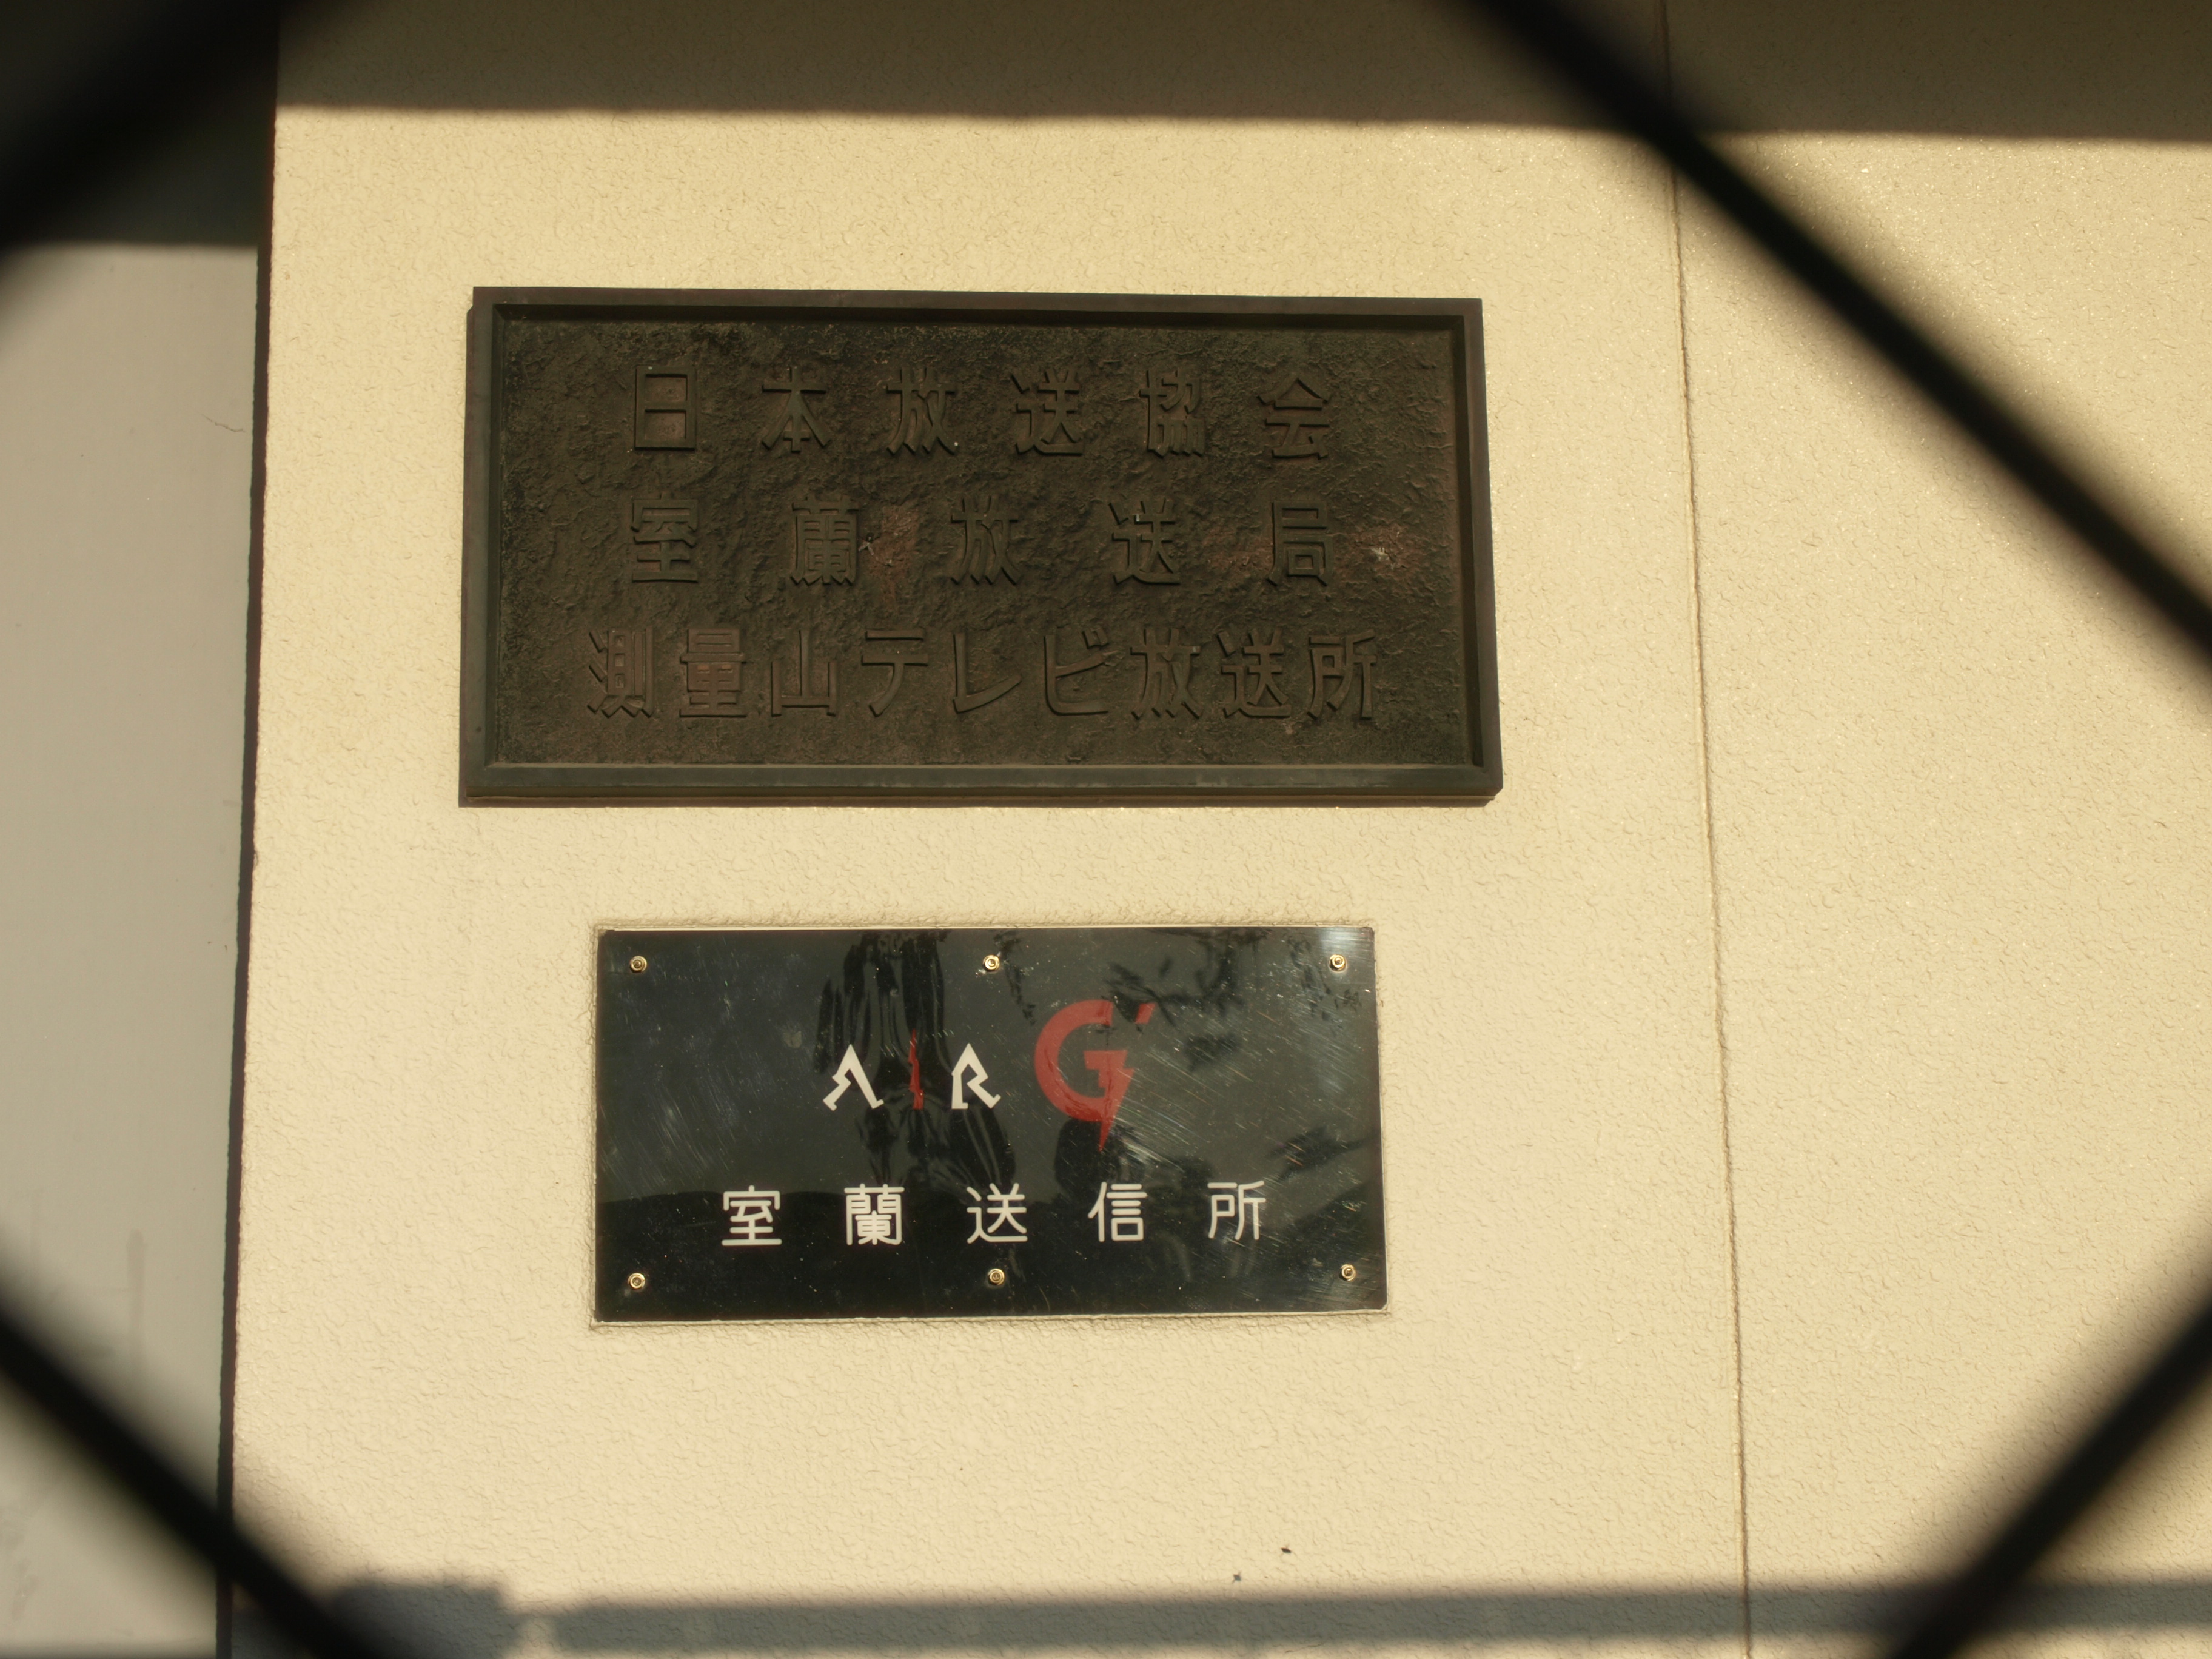 日本放送協会
室蘭放送局
測量山テレビ放送所
AIR G'
室蘭送信所